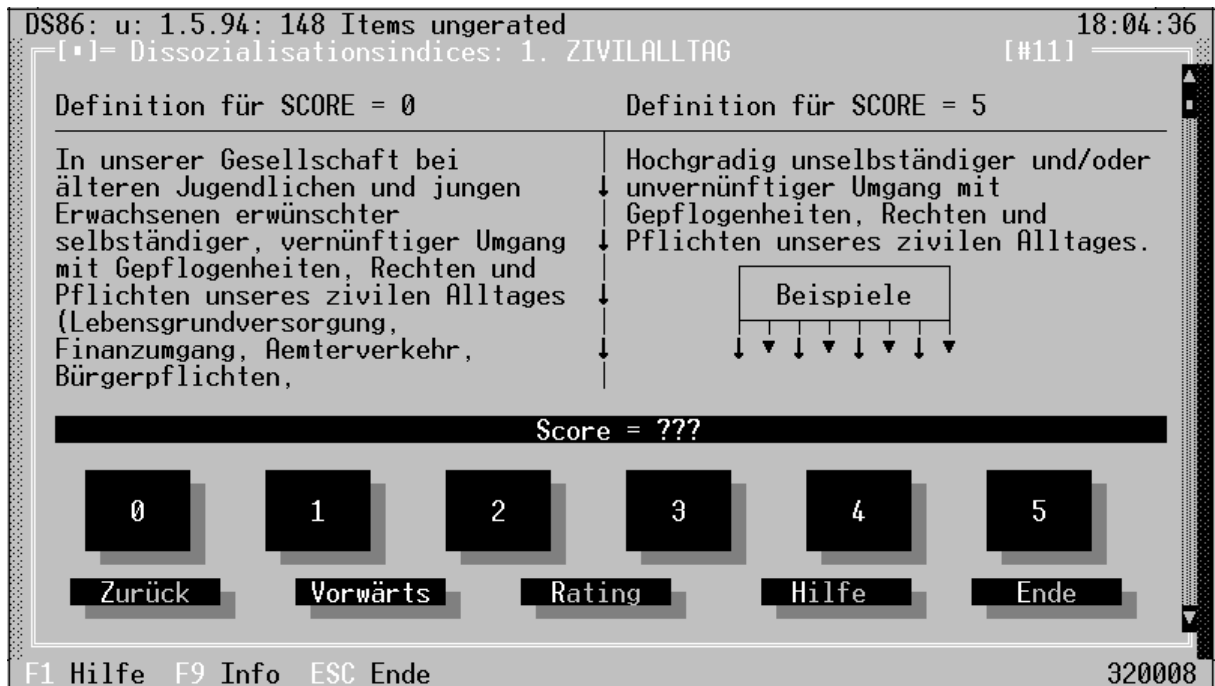 DS86: u: 1.5.94: 148 Items ungerated 18:04:36
[▪]= Dissozialisationsindices: 1. ZIVILALLTAG [#11]
Definition für SCORE = 0
In unserer Gesellschaft bei
älteren Jugendlichen und jungen
Erwachsenen erwünschter
selbständiger, vernünftiger Umgang
mit Gepflogenheiten, Rechten und
Pflichten unseres zivilen Alltages
(Lebensgrundversorgung,
Finanzumgang, Aemterverkehr,
Bürgerpflichten,
Definition für SCORE = 5
Hochgradig unselbständiger und/oder
unvernünftiger Umgang mit
Gepflogenheiten, Rechten und
Pflichten unseres zivilen Alltages.
Beispiele
Score = ???
0 1 2 3 4 5
Zurück Vorwärts Rating Hilfe Ende
F1 Hilfe F9 Info ESC Ende 320008